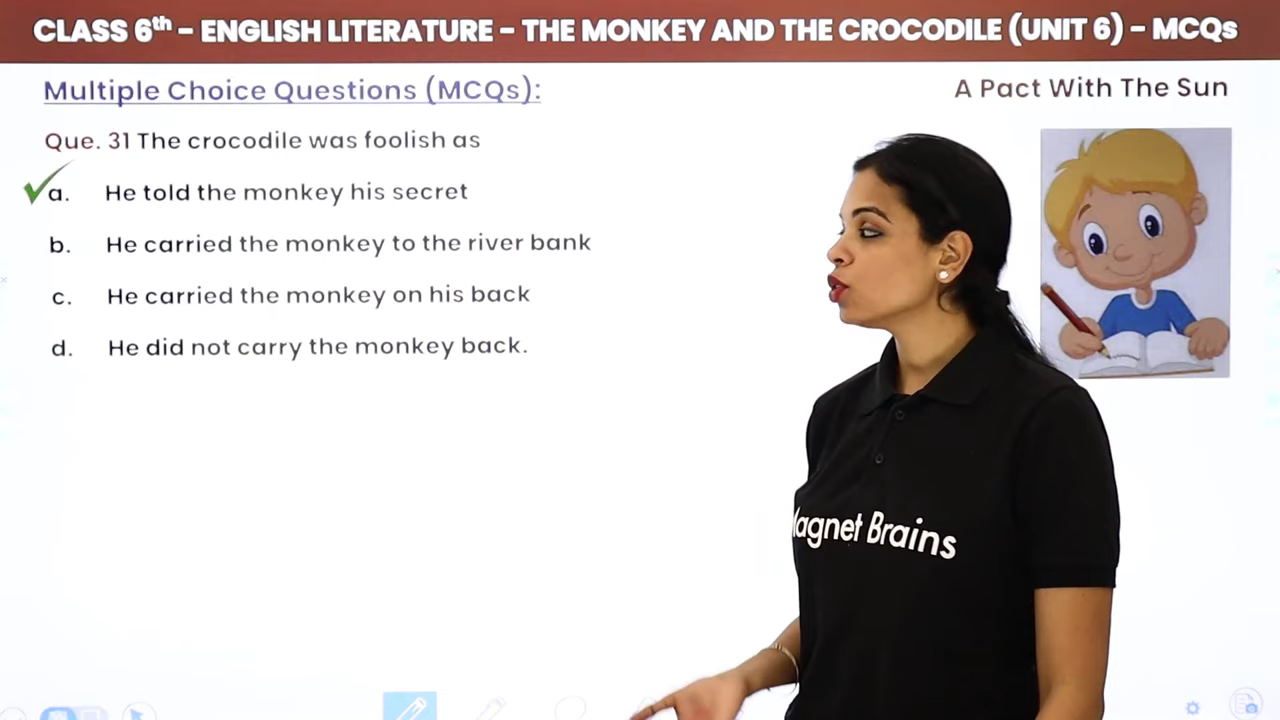 CLASS 6th – ENGLISH LITERATURE – THE MONKEY AND THE CROCODILE (UNIT 6) – MCQs
Multiple Choice Questions (MCQs):
A Pact With The Sun
Que. 31 The crocodile was foolish as
a. He told the monkey his secret
b. He carried the monkey to the river bank
c. He carried the monkey on his back
d. He did not carry the monkey back.
Magnet Brains